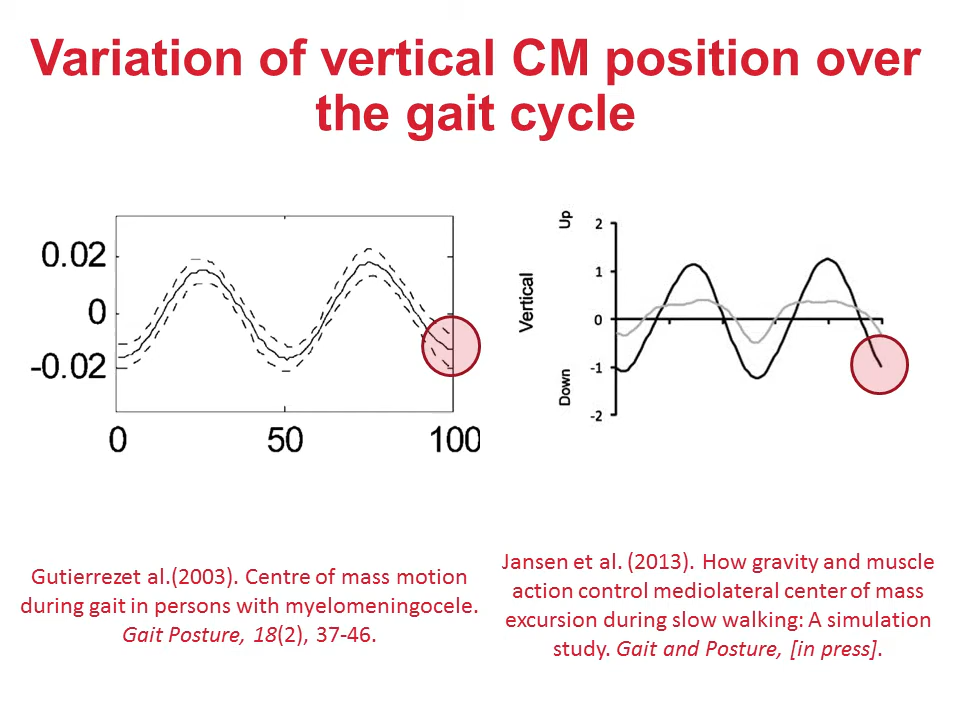 Variation of vertical CM position over
the gait cycle
0.02
0
-0.02
0
50
100
Up
Vertical
Down
2
1
0
-1
-2
Gutierrezet al.(2003). Centre of mass motion
during gait in persons with myelomeningocele.
Gait Posture, 18(2), 37-46.
Jansen et al. (2013). How gravity and muscle
action control mediolateral center of mass
excursion during slow walking: A simulation
study. Gait and Posture, [in press].